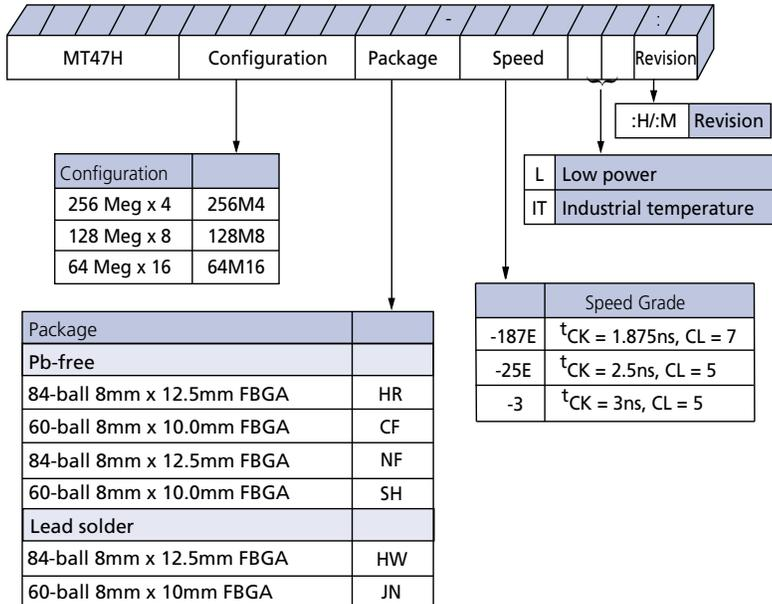 - :
MT47H Configuration Package Speed Revision
:H/:M Revision
L Low power
IT Industrial temperature
Configuration
256 Meg x 4 256M4
128 Meg x 8 128M8
64 Meg x 16 64M16
Speed Grade
-187E tCK = 1.875ns, CL = 7
-25E tCK = 2.5ns, CL = 5
-3 tCK = 3ns, CL = 5
Package
Pb-free
84-ball 8mm x 12.5mm FBGA HR
60-ball 8mm x 10.0mm FBGA CF
84-ball 8mm x 12.5mm FBGA NF
60-ball 8mm x 10.0mm FBGA SH
Lead solder
84-ball 8mm x 12.5mm FBGA HW
60-ball 8mm x 10mm FBGA JN